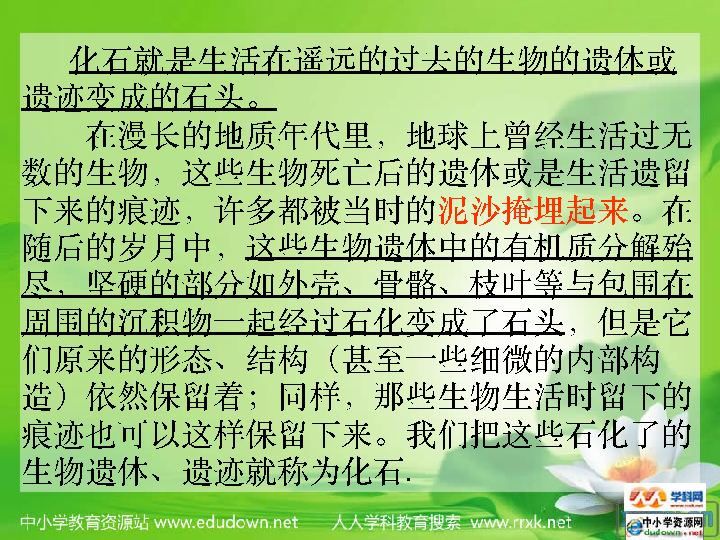 化石就是生活在遥远的过去的生物的遗体或
遗迹变成的石头。
在漫长的地质年代里，地球上曾经生活过无
数的生物，这些生物死亡后的遗体或是生活遗留
下来的痕迹，许多都被当时的泥沙掩埋起来。在
随后的岁月中，这些生物遗体中的有机质分解殆
尽，坚硬的部分如外壳、骨骼、枝叶等与包围在
周围的沉积物一起经过石化变成了石头，但是它
们原来的形态、结构（甚至一些细微的内部构
造）依然保留着；同样，那些生物生活时留下的
痕迹也可以这样保留下来。我们把这些石化了的
生物遗体、遗迹就称为化石.
学科网
中小学教育资源站 www.edudown.net 人人学科教育搜索 www.rrxk.net
中小学资源网